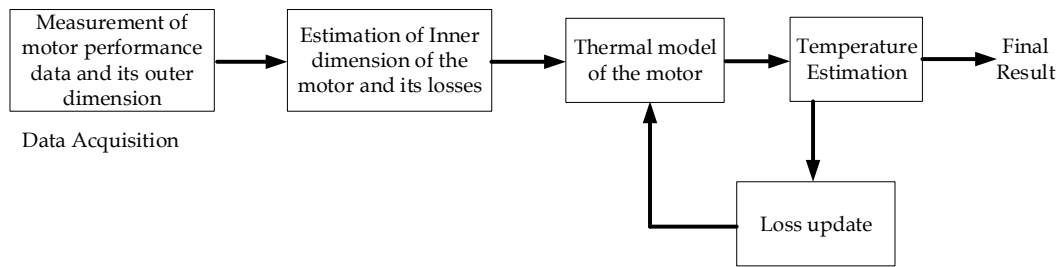 Measurement of
motor performance
data and its outer
dimension
Estimation of Inner
dimension of the
motor and its losses
Thermal model
of the motor
Temperature
Estimation
Final
Result
Data Acquisition
Loss update